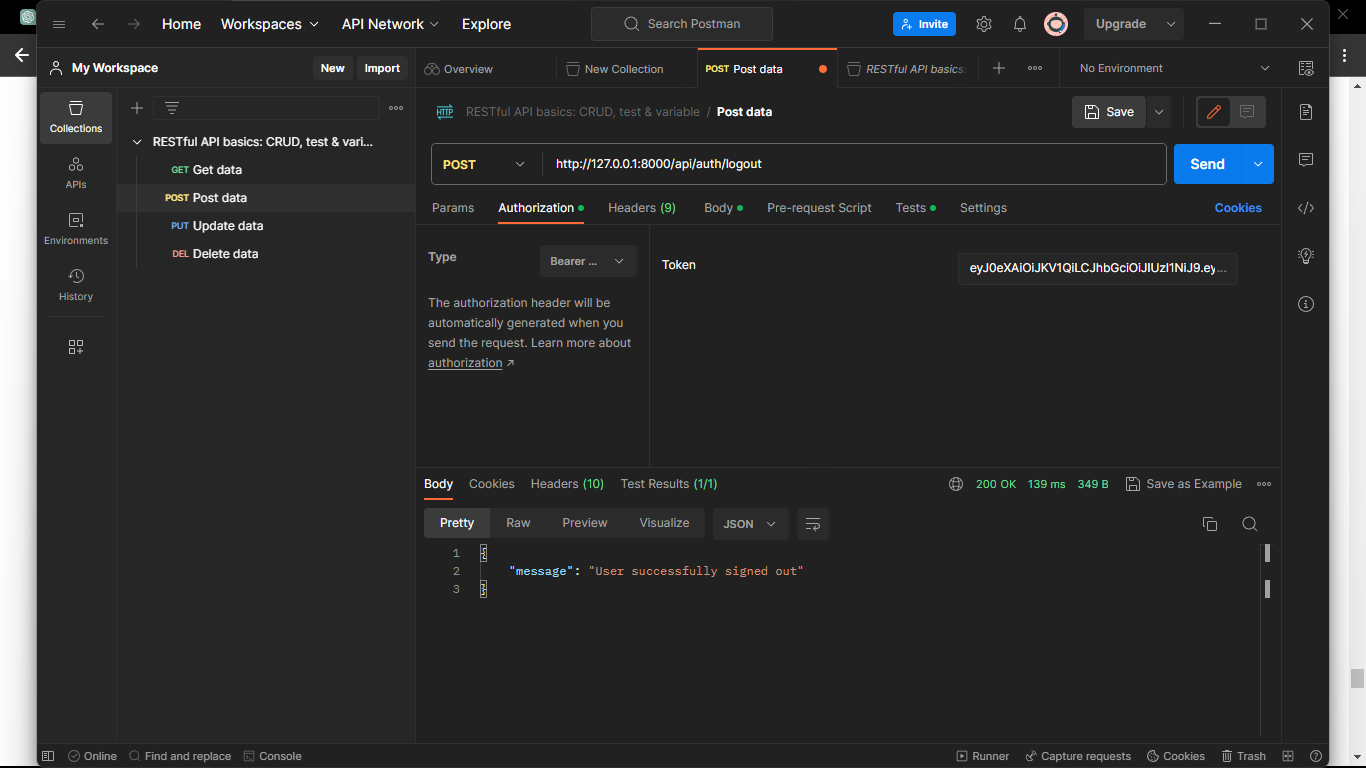 Home Workspaces API Network Explore Search Postman Invite Upgrade
My Workspace New Import Overview New Collection POST Post data RESTful API basics: No Environment
Collections
APIs
Environments
History
RESTful API basics: CRUD, test & vari...
GET Get data
POST Post data
PUT Update data
DEL Delete data
HTTP RESTful API basics: CRUD, test & variable / Post data Save
POST http://127.0.0.1:8000/api/auth/logout Send
Params Authorization Headers (9) Body Pre-request Script Tests Settings Cookies
Type Bearer ...
The authorization header will be
automatically generated when you
send the request. Learn more about
authorization ↗
Token eyJ0eXAiOiJKV1QiLCJhbGciOiJIUzI1NiJ9.ey...
Body Cookies Headers (10) Test Results (1/1) 200 OK 139 ms 349 B Save as Example
Pretty Raw Preview Visualize JSON
1 {
2 "message": "User successfully signed out"
3 }
Online Find and replace Console Runner Capture requests Cookies Trash